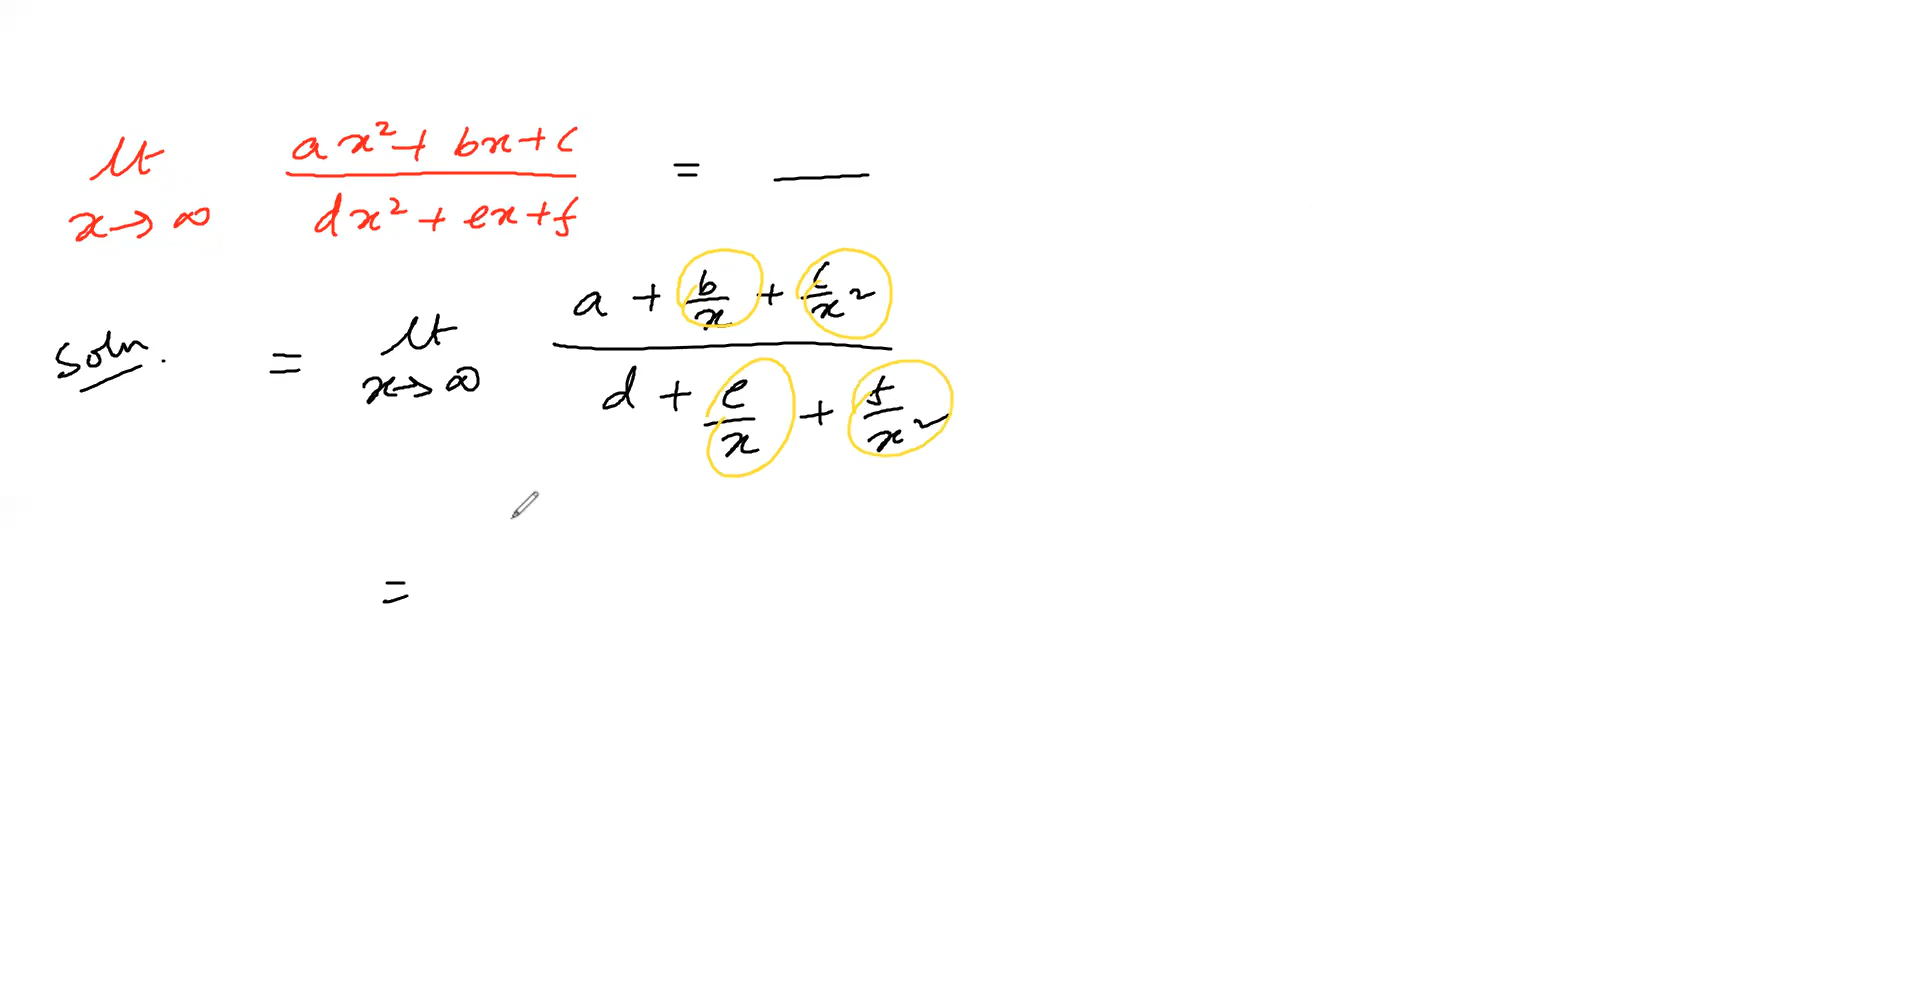 lt x→∞ (ax² + bx + c)/(dx² + ex + f) = ___
Soln. = lt x→∞ (a + b/x + c/x²)/(d + e/x + f/x²)
=